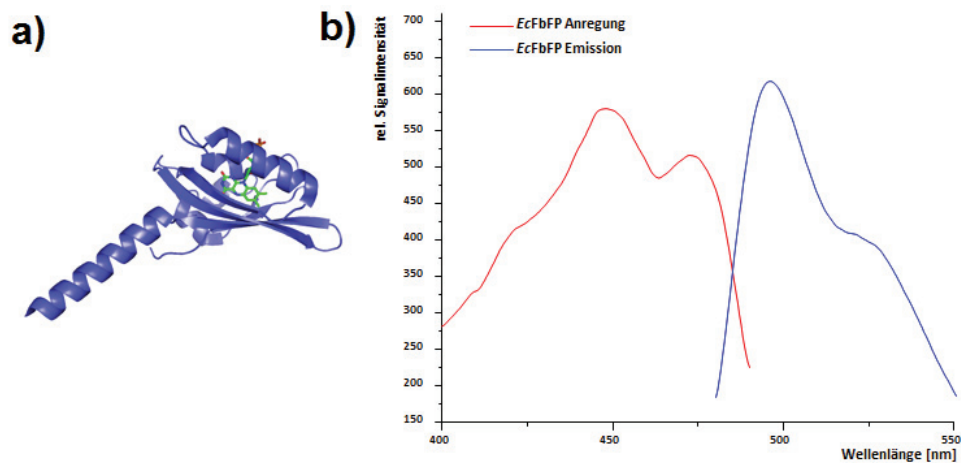 a)
b)
EcFbFP Anregung
EcFbFP Emission
rel. Signalintensität
700
650
600
550
500
450
400
350
300
250
200
150
400
450
500
550
Wellenlänge [nm]